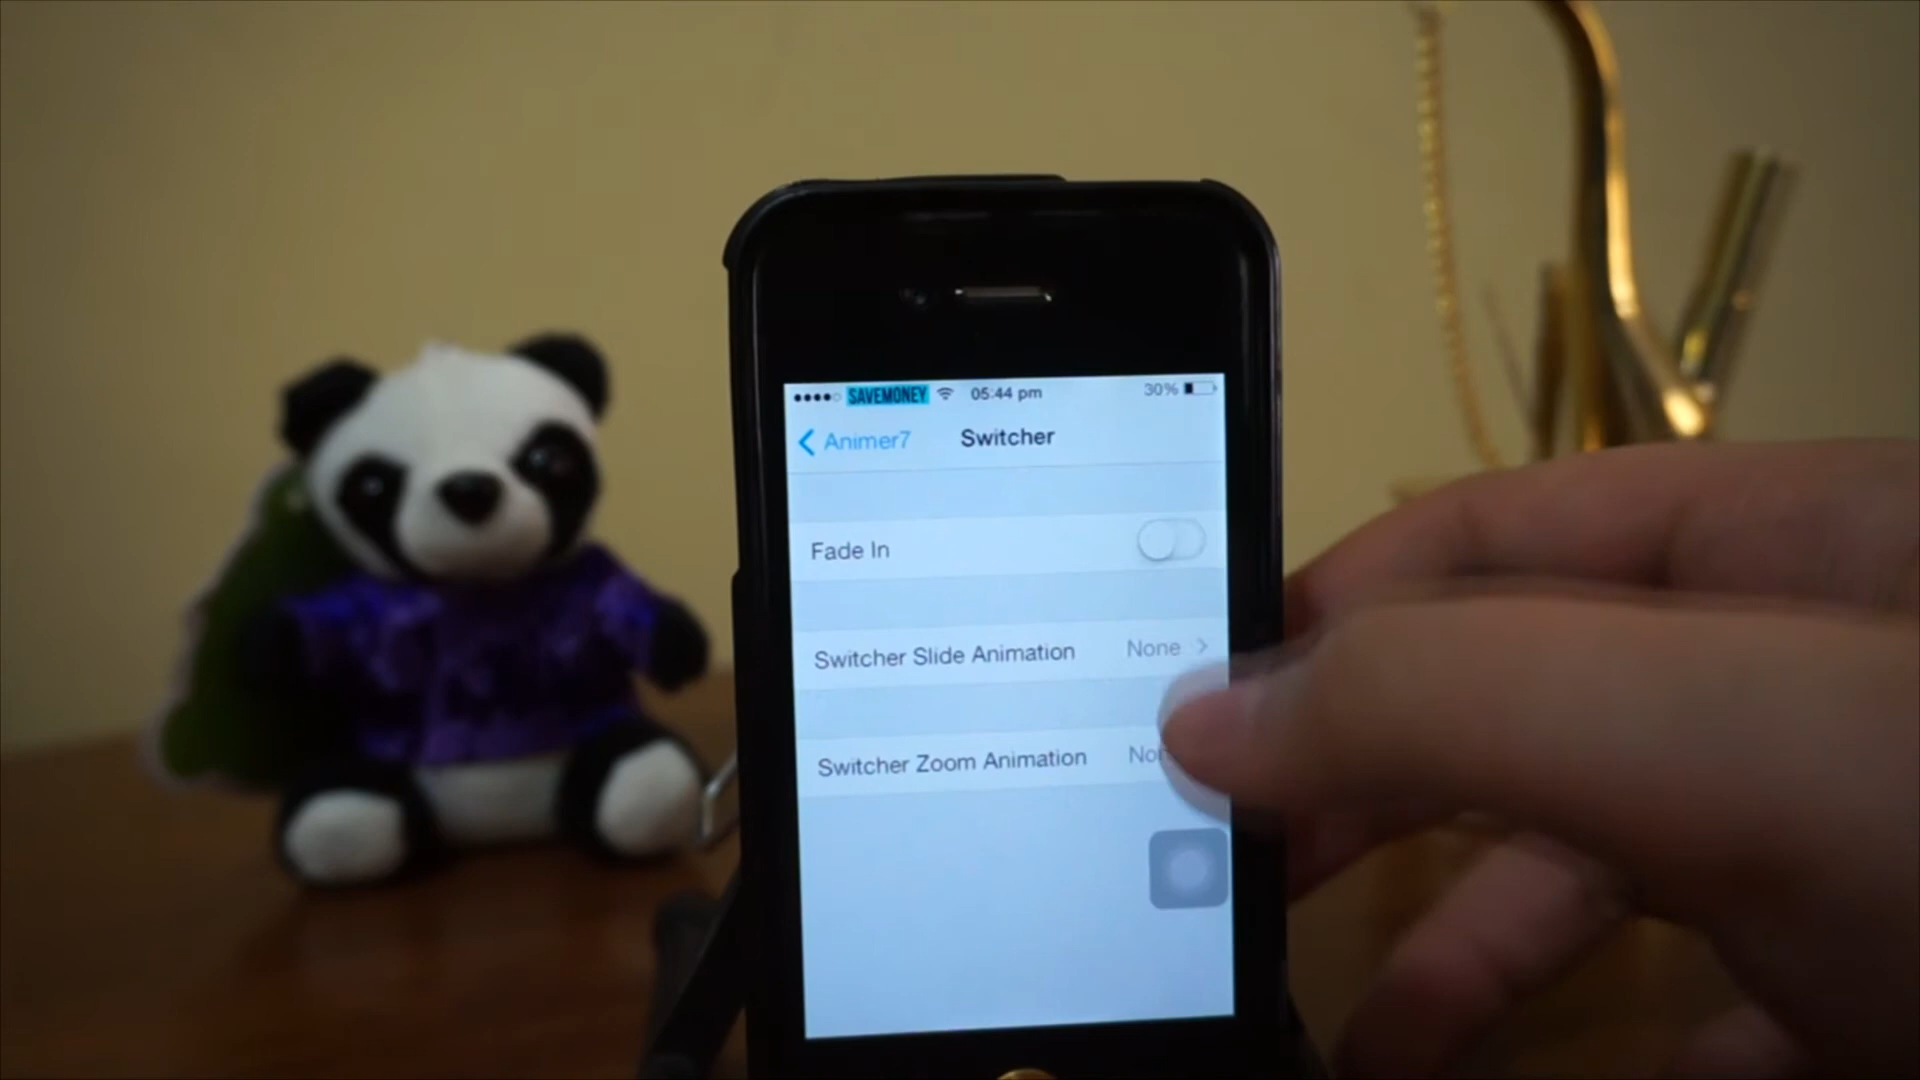 SAVEMONEY 05:44 pm 30%
Animer7 Switcher
Fade In
Switcher Slide Animation None
Switcher Zoom Animation